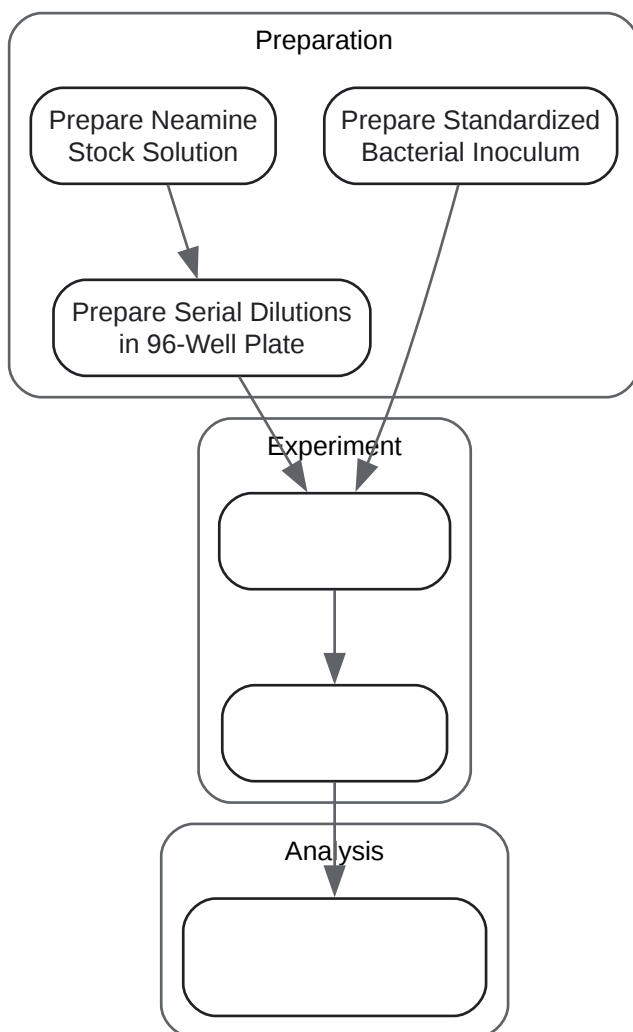 Preparation
Prepare Neamine
Stock Solution
Prepare Standardized
Bacterial Inoculum
Prepare Serial Dilutions
in 96-Well Plate
Experiment
Analysis